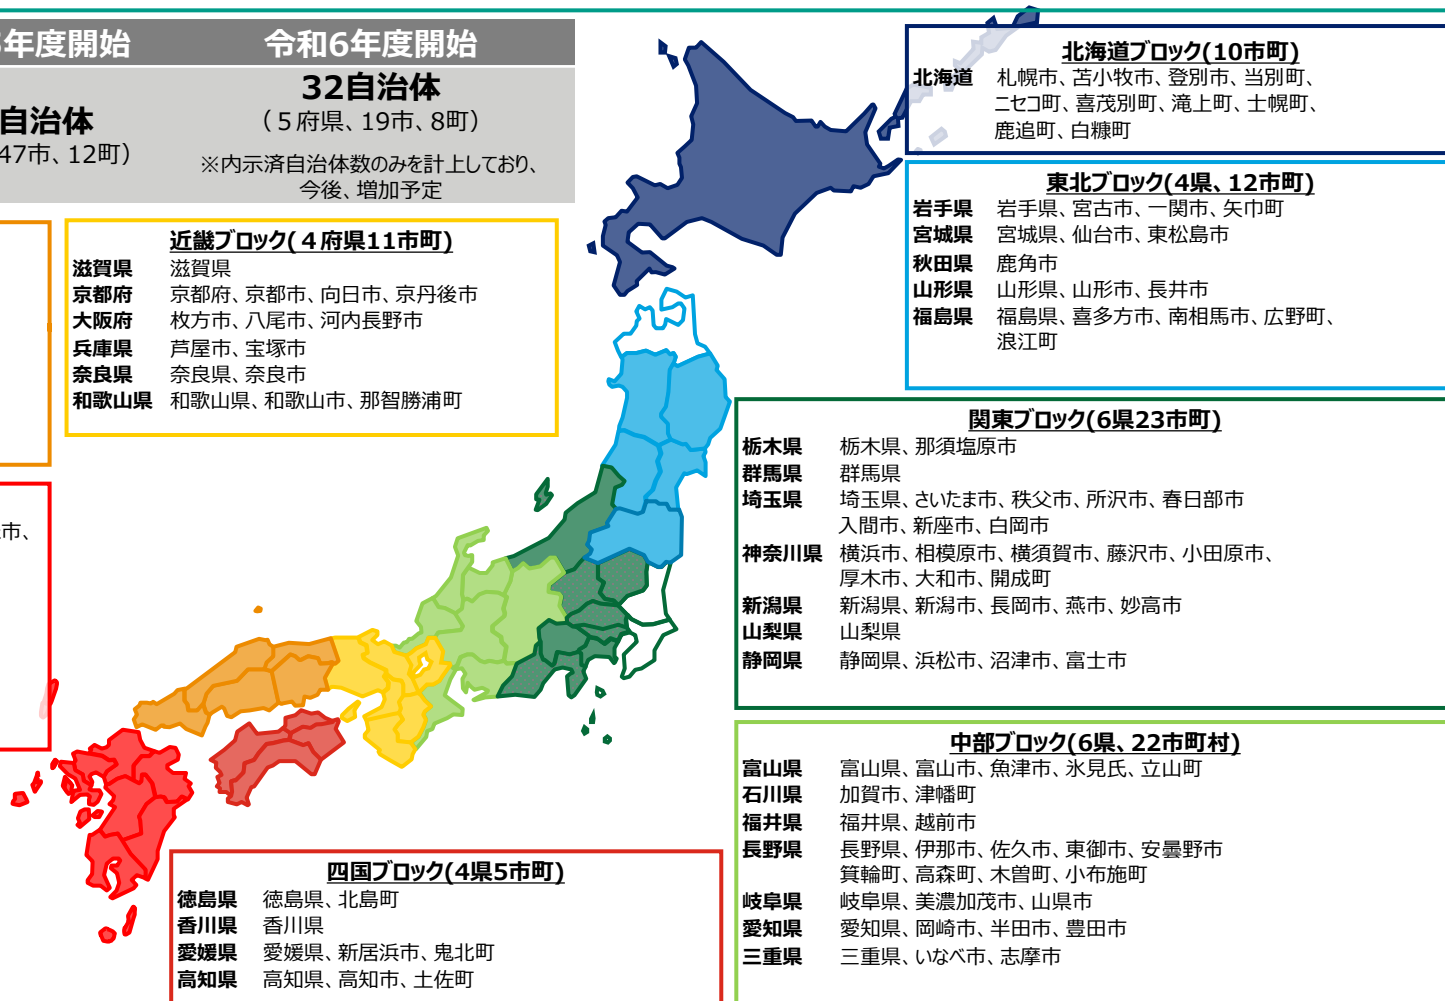 年度開始
令和6年度開始
自治体
47市、12町）
32自治体
（５府県、19市、8町）
※内示済自治体数のみを計上しており、
今後、増加予定
北海道ブロック(10市町)
北海道 札幌市、苫小牧市、登別市、当別町、
ニセコ町、喜茂別町、滝上町、士幌町、
鹿追町、白糠町
東北ブロック(4県、12市町)
岩手県 岩手県、宮古市、一関市、矢巾町
宮城県 宮城県、仙台市、東松島市
秋田県 鹿角市
山形県 山形県、山形市、長井市
福島県 福島県、喜多方市、南相馬市、広野町、
浪江町
近畿ブロック(４府県11市町)
滋賀県 滋賀県
京都府 京都府、京都市、向日市、京丹後市
大阪府 枚方市、八尾市、河内長野市
兵庫県 芦屋市、宝塚市
奈良県 奈良県、奈良市
和歌山県 和歌山県、和歌山市、那智勝浦町
市、
関東ブロック(6県23市町)
栃木県 栃木県、那須塩原市
群馬県 群馬県
埼玉県 埼玉県、さいたま市、秩父市、所沢市、春日部市
入間市、新座市、白岡市
神奈川県 横浜市、相模原市、横須賀市、藤沢市、小田原市、
厚木市、大和市、開成町
新潟県 新潟県、新潟市、長岡市、燕市、妙高市
山梨県 山梨県
静岡県 静岡県、浜松市、沼津市、富士市
中部ブロック(6県、22市町村)
富山県 富山県、富山市、魚津市、氷見氏、立山町
石川県 加賀市、津幡町
福井県 福井県、越前市
長野県 長野県、伊那市、佐久市、東御市、安曇野市
箕輪町、高森町、木曽町、小布施町
岐阜県 岐阜県、美濃加茂市、山県市
愛知県 愛知県、岡崎市、半田市、豊田市
三重県 三重県、いなべ市、志摩市
四国ブロック(4県5市町)
徳島県 徳島県、北島町
香川県 香川県
愛媛県 愛媛県、新居浜市、鬼北町
高知県 高知県、高知市、土佐町